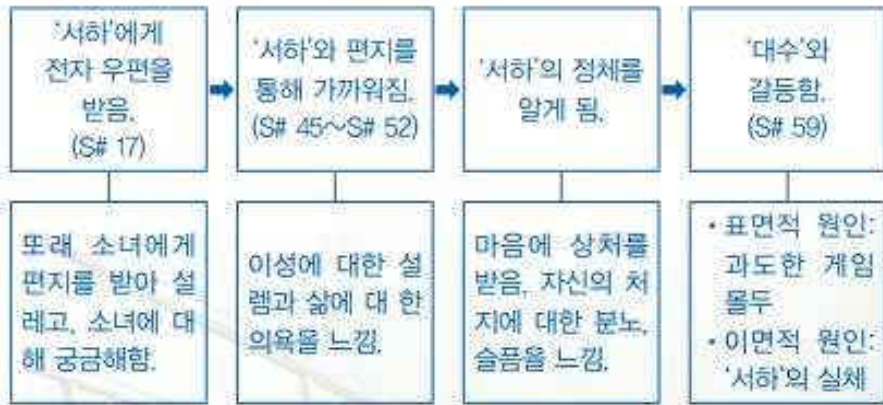 '서하'에게
전자 우편을
받음.
(S# 17)
'서하'와 편지를
통해 가까워짐.
(S# 45~S# 52)
'서하'의 정체를
알게 됨.
'대수'와
갈등함.
(S# 59)
또래 소녀에게
편지를 받아 설
레고, 소녀에 대
해 궁금해함.
이성에 대한 설
렘과 삶에 대 한
의욕을 느낌.
마음에 상처를
받음. 자신의 처
지에 대한 분노,
슬픔을 느낌.
• 표면적 원인:
과도한 게임
몰두
• 이면적 원인:
'서하'의 실체